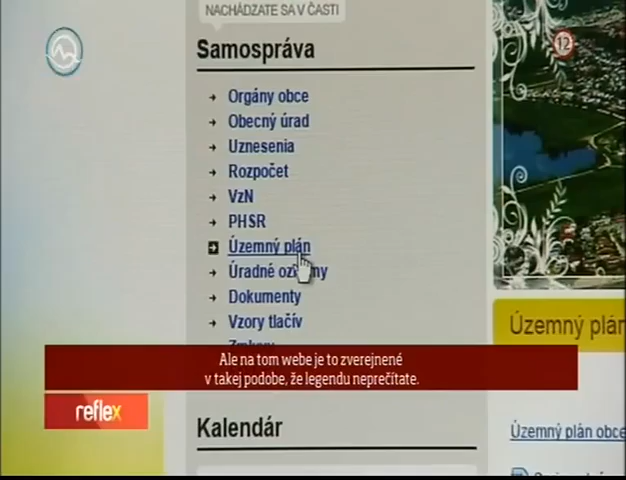 NACHÁDZATE SA V ČASTI
Samospráva
12
Orgány obce
Obecný úrad
Uznesenia
Rozpočet
VzN
PHSR
Územný plán
Úradné
Dokumenty
Vzory tlačív
Územný plán
Ale na tom webe je to zverejnené
v takej podobe, že legendu neprečítate.
reflex
Kalendár
Územný plán obce